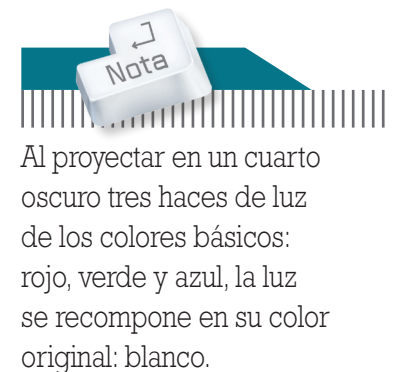 Nota
Al proyectar en un cuarto
oscuro tres haces de luz
de los colores básicos:
rojo, verde y azul, la luz
se recompone en su color
original: blanco.